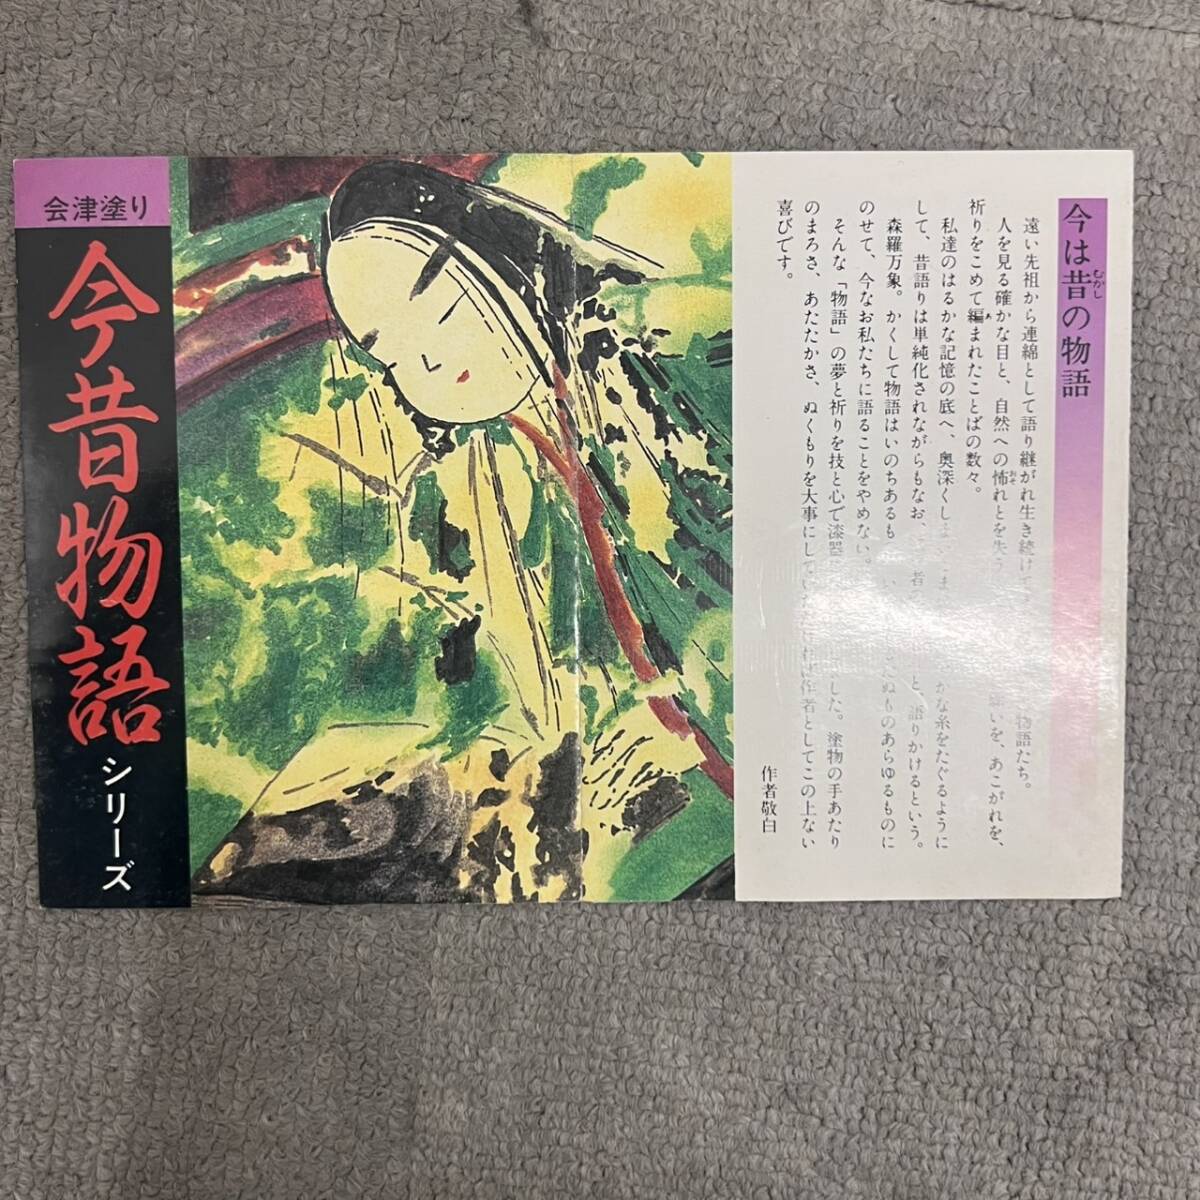 会津塗り
今昔物語
シリーズ
今は昔の物語
むかし
遠い先祖から連綿として語り継がれ生き続けて 物語たち。
人を見る確かな目と、自然への怖れとを失う 願いを、あこがれを、
おそ
祈りをこめて編まれたことばの数々。
あ
私達のはるかな記憶の底へ、奥深くし かな糸をたぐるように
して、昔語りは単純化されながらもなお、 者 と、語りかけるという。
森羅万象。かくして物語はいのちあるも い ぬものあらゆるものに
のせて、今なお私たちに語ることをやめない。
そんな「物語」の夢と祈りを技と心で漆器 した。塗物の手あたり
のまろさ、あたたかさ、ぬくもりを大事にしてい 作者としてこの上ない
喜びです。
作者敬白